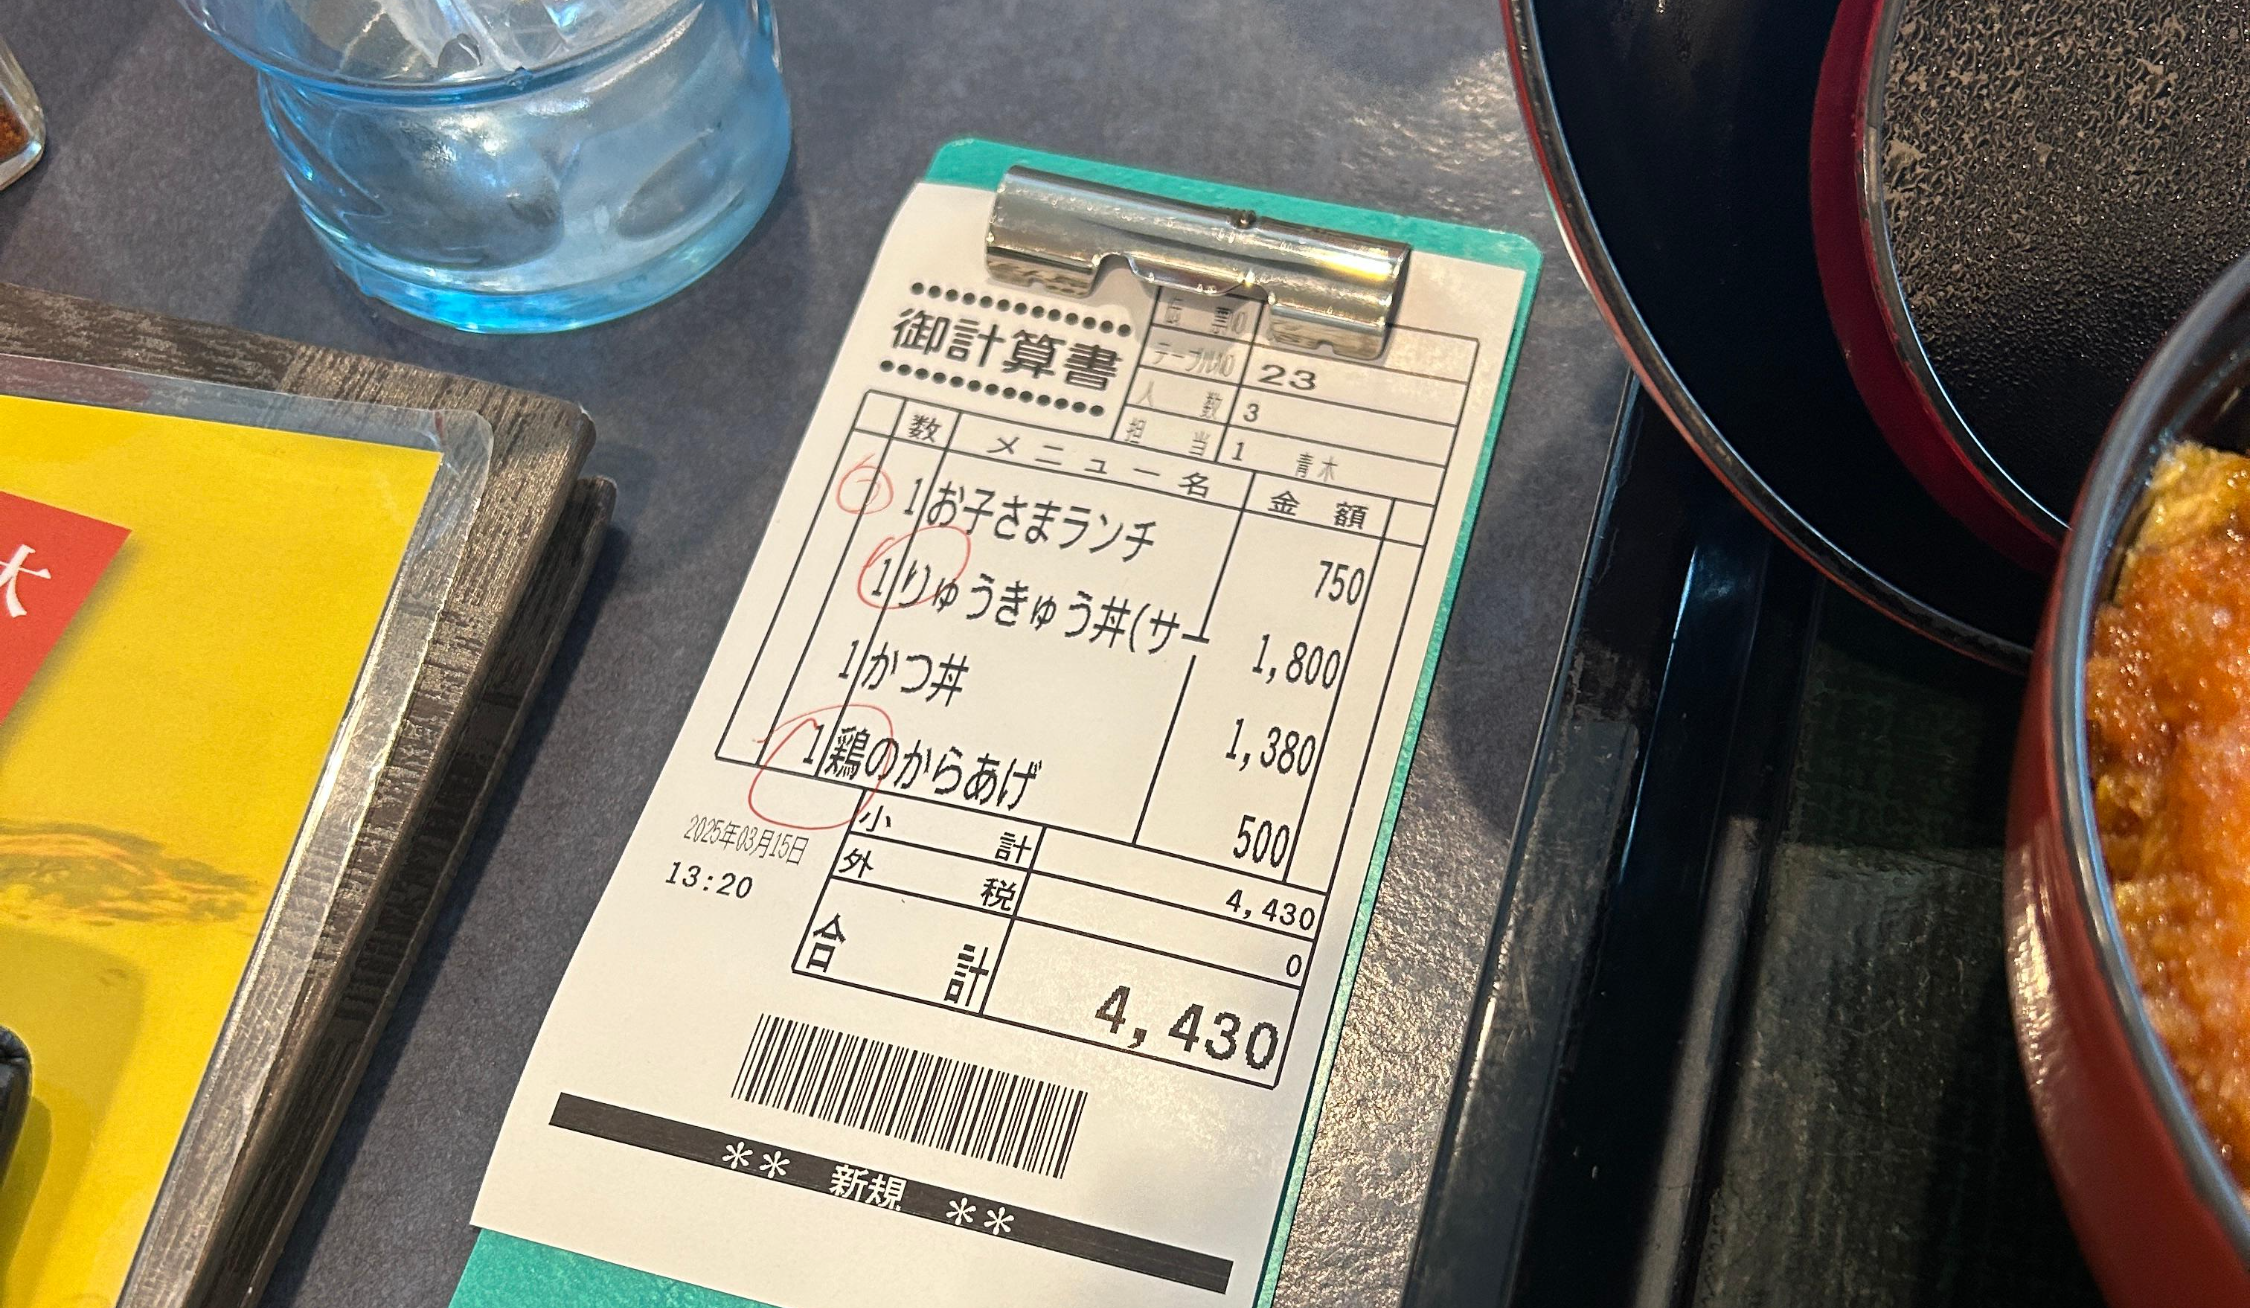 御計算書
テーブルNO 23
人数 3
担当 1 青木
数 メニュー名 金額
1 お子さまランチ 750
1 りゅうきゅう丼(サー 1,800
1 かつ丼 1,380
1 鶏のからあげ 500
小計 4,430
外税 0
合計 4,430
2025年03月15日
13:20
** 新規 **